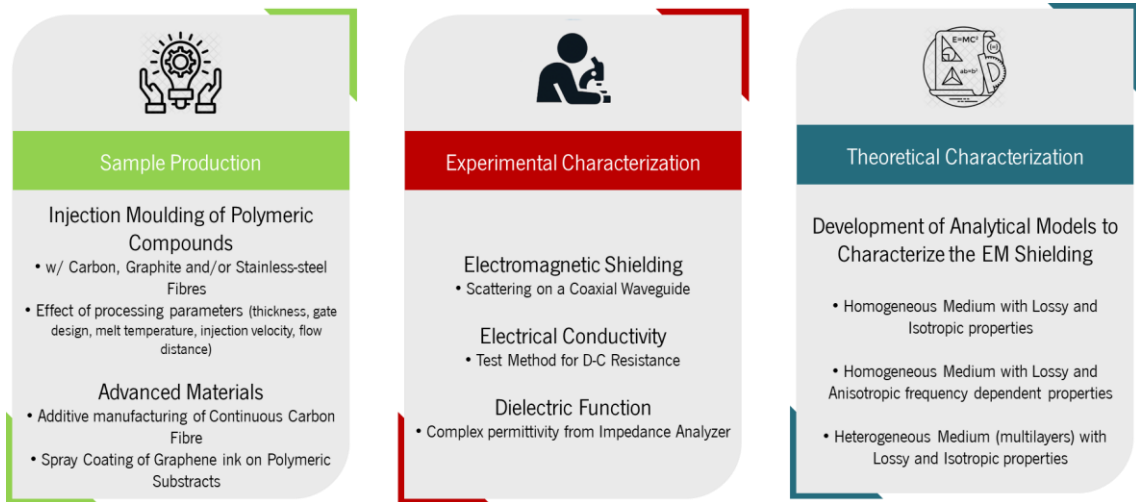 Sample Production
Injection Moulding of Polymeric
Compounds
• w/ Carbon, Graphite and/or Stainless-steel
Fibres
• Effect of processing parameters (thickness, gate
design, melt temperature, injection velocity, flow
distance)
Advanced Materials
• Additive manufacturing of Continuous Carbon
Fibre
• Spray Coating of Graphene ink on Polymeric
Substracts
Experimental Characterization
Electromagnetic Shielding
• Scattering on a Coaxial Waveguide
Electrical Conductivity
• Test Method for D-C Resistance
Dielectric Function
• Complex permittivity from Impedance Analyzer
E=MC²
ab=b²
Theoretical Characterization
Development of Analytical Models to
Characterize the EM Shielding
• Homogeneous Medium with Lossy and
Isotropic properties
• Homogeneous Medium with Lossy and
Anisotropic frequency dependent properties
• Heterogeneous Medium (multilayers) with
Lossy and Isotropic properties